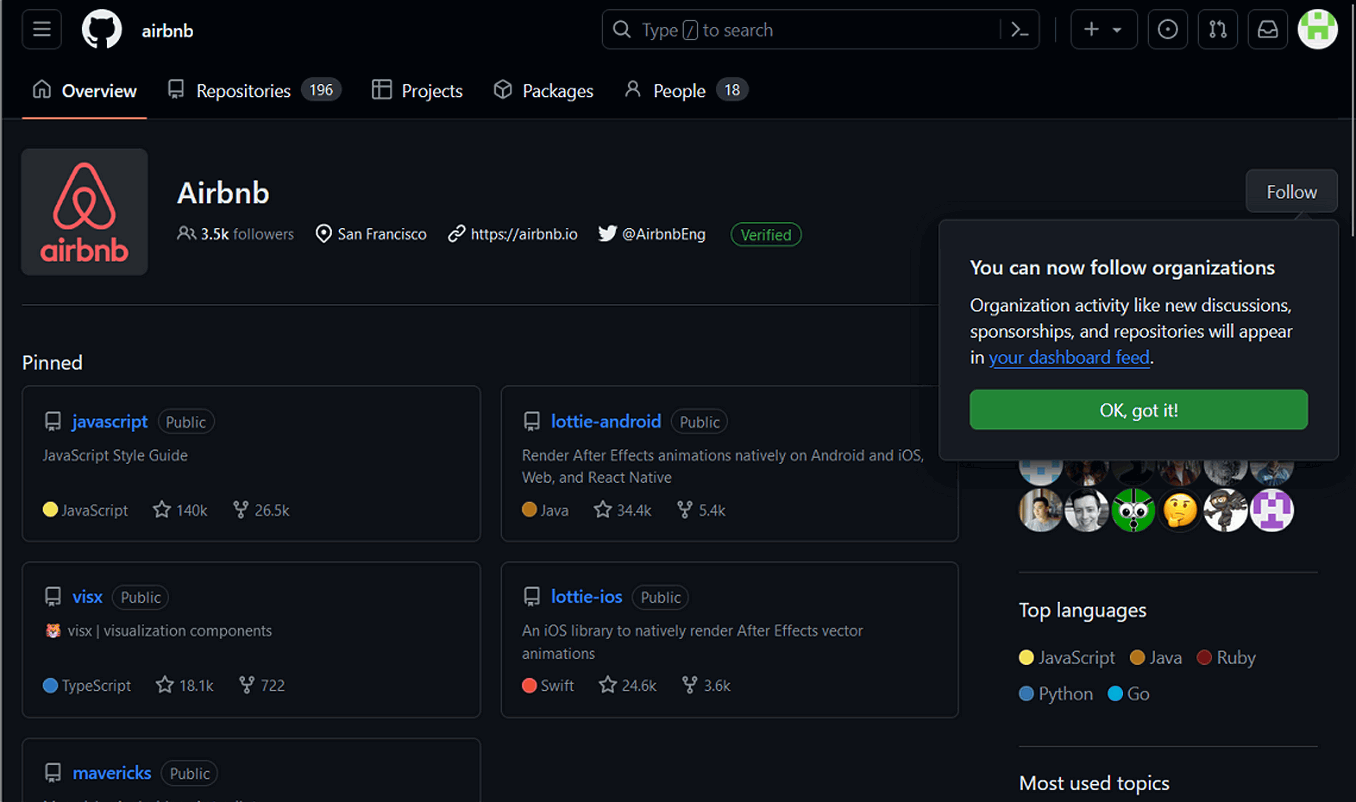 airbnb
Type / to search
Overview Repositories 196 Projects Packages People 18
airbnb
Airbnb
3.5k followers San Francisco https://airbnb.io @AirbnbEng Verified
Follow
You can now follow organizations
Organization activity like new discussions,
sponsorships, and repositories will appear
in your dashboard feed.
OK, got it!
Pinned
javascript Public
JavaScript Style Guide
JavaScript 140k 26.5k
lottie-android Public
Render After Effects animations natively on Android and iOS,
Web, and React Native
Java 34.4k 5.4k
visx Public
🐯 visx | visualization components
TypeScript 18.1k 722
lottie-ios Public
An iOS library to natively render After Effects vector
animations
Swift 24.6k 3.6k
mavericks Public
Top languages
JavaScript Java Ruby
Python Go
Most used topics